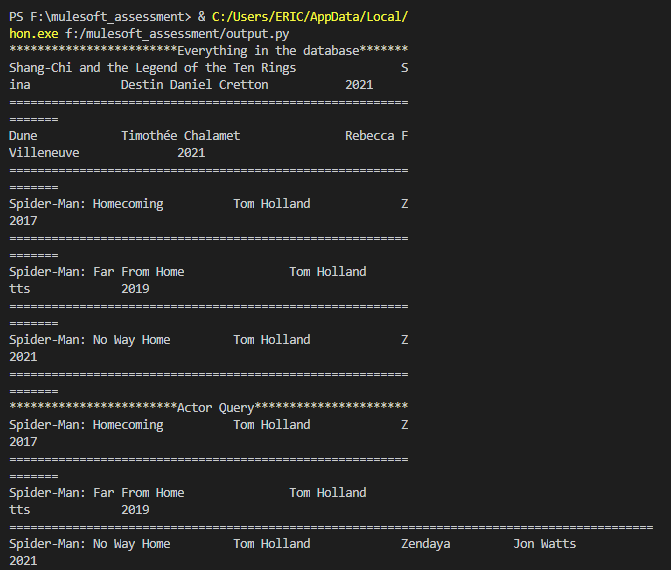 PS F:\mulesoft_assessment> & C:/Users/ERIC/AppData/Local/
hon.exe f:/mulesoft_assessment/output.py
************************Everything in the database*******
Shang-Chi and the Legend of the Ten Rings               S
ina             Destin Daniel Cretton           2021
=========================================================
=======
Dune            Timothée Chalamet               Rebecca F
Villeneuve              2021
=========================================================
=======
Spider-Man: Homecoming          Tom Holland             Z
2017
=========================================================
=======
Spider-Man: Far From Home               Tom Holland
tts             2019
=========================================================
=======
Spider-Man: No Way Home         Tom Holland             Z
2021
=========================================================
=======
************************Actor Query**********************
Spider-Man: Homecoming          Tom Holland             Z
2017
=========================================================
=======
Spider-Man: Far From Home               Tom Holland
tts             2019
============================================================================================
Spider-Man: No Way Home         Tom Holland             Zendaya         Jon Watts
2021